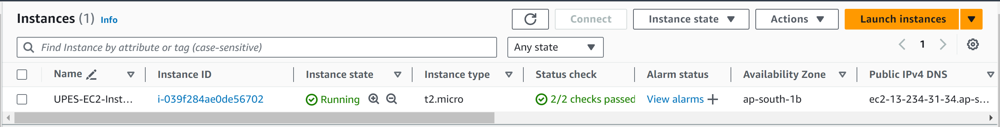 Instances (1) Info Connect Instance state Actions Launch instances
Find Instance by attribute or tag (case-sensitive) Any state 1
Name Instance ID Instance state Instance type Status check Alarm status Availability Zone Public IPv4 DNS
UPES-EC2-Inst... i-039f284ae0de56702 Running t2.micro 2/2 checks passed View alarms + ap-south-1b ec2-13-234-31-34.ap-s...